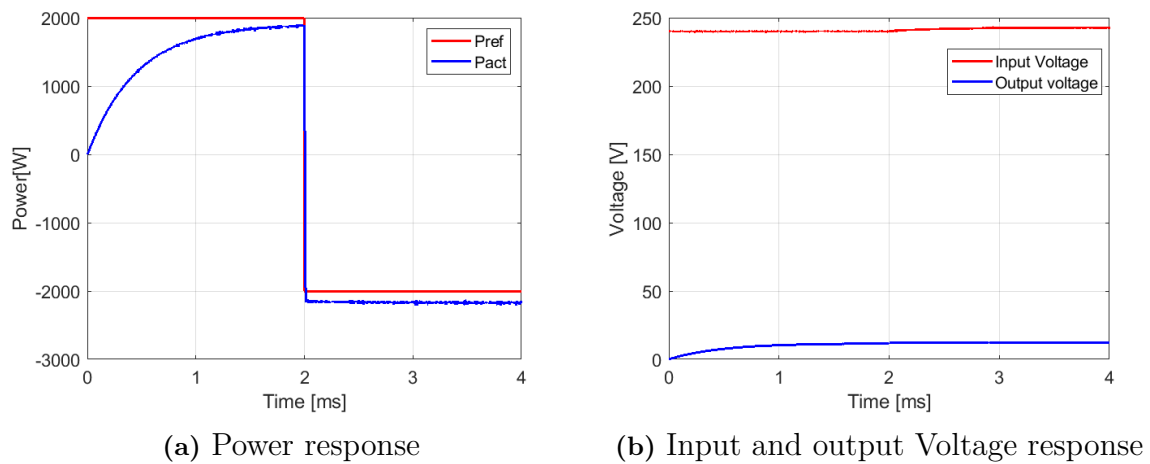 2000
1000
0
-1000
-2000
-3000
Power[W]
0
1
2
3
4
Time [ms]
Pref
Pact
(a) Power response
250
200
150
100
50
0
Voltage [V]
0
1
2
3
4
Time [ms]
Input Voltage
Output voltage
(b) Input and output Voltage response